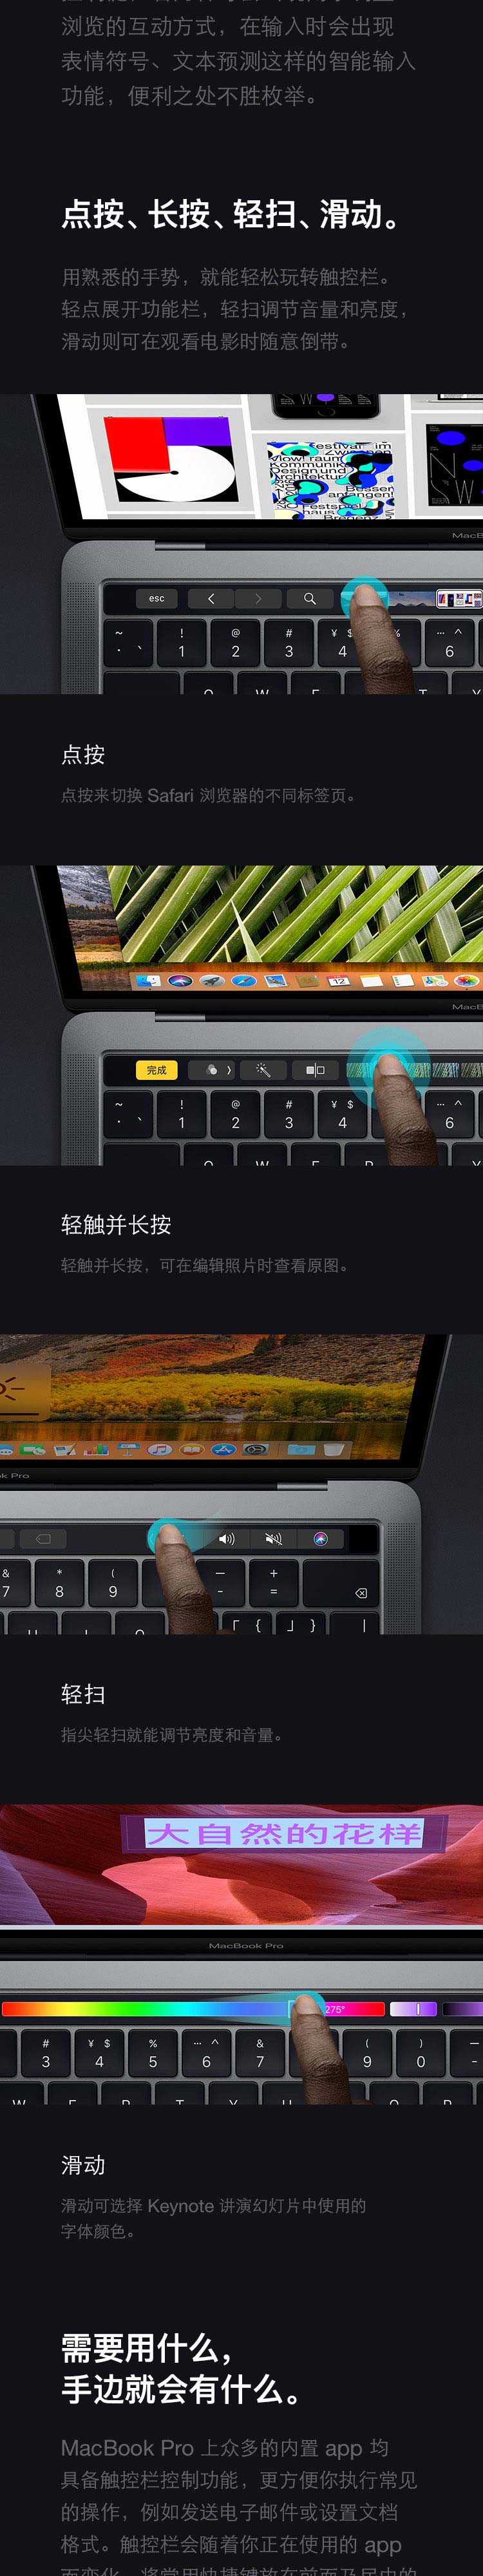 浏览的互动方式，在输入时会出现
表情符号、文本预测这样的智能输入
功能，便利之处不胜枚举。
点按、长按、轻扫、滑动。
用熟悉的手势，就能轻松玩转触控栏。
轻点展开功能栏，轻扫调节音量和亮度，
滑动则可在观看电影时随意倒带。
esc
~ ! @ # ¥ $ % ... ^
· ` 1 2 3 4 6
点按
点按来切换 Safari 浏览器的不同标签页。
12
完成
~ ! @ # ¥ $ ... ^
· ` 1 2 3 4 6
轻触并长按
轻触并长按，可在编辑照片时查看原图。
k Pro
& * ( — +
7 8 9 - =
「 { 」 } |
轻扫
指尖轻扫就能调节亮度和音量。
大自然的花样
MacBook Pro
275°
# ¥ $ % ... ^ & ( ) —
3 4 5 6 7 9 0 -
滑动
滑动可选择 Keynote 讲演幻灯片中使用的
字体颜色。
需要用什么，
手边就会有什么。
MacBook Pro 上众多的内置 app 均
具备触控栏控制功能，更方便你执行常见
的操作，例如发送电子邮件或设置文档
格式。触控栏会随着你正在使用的 app